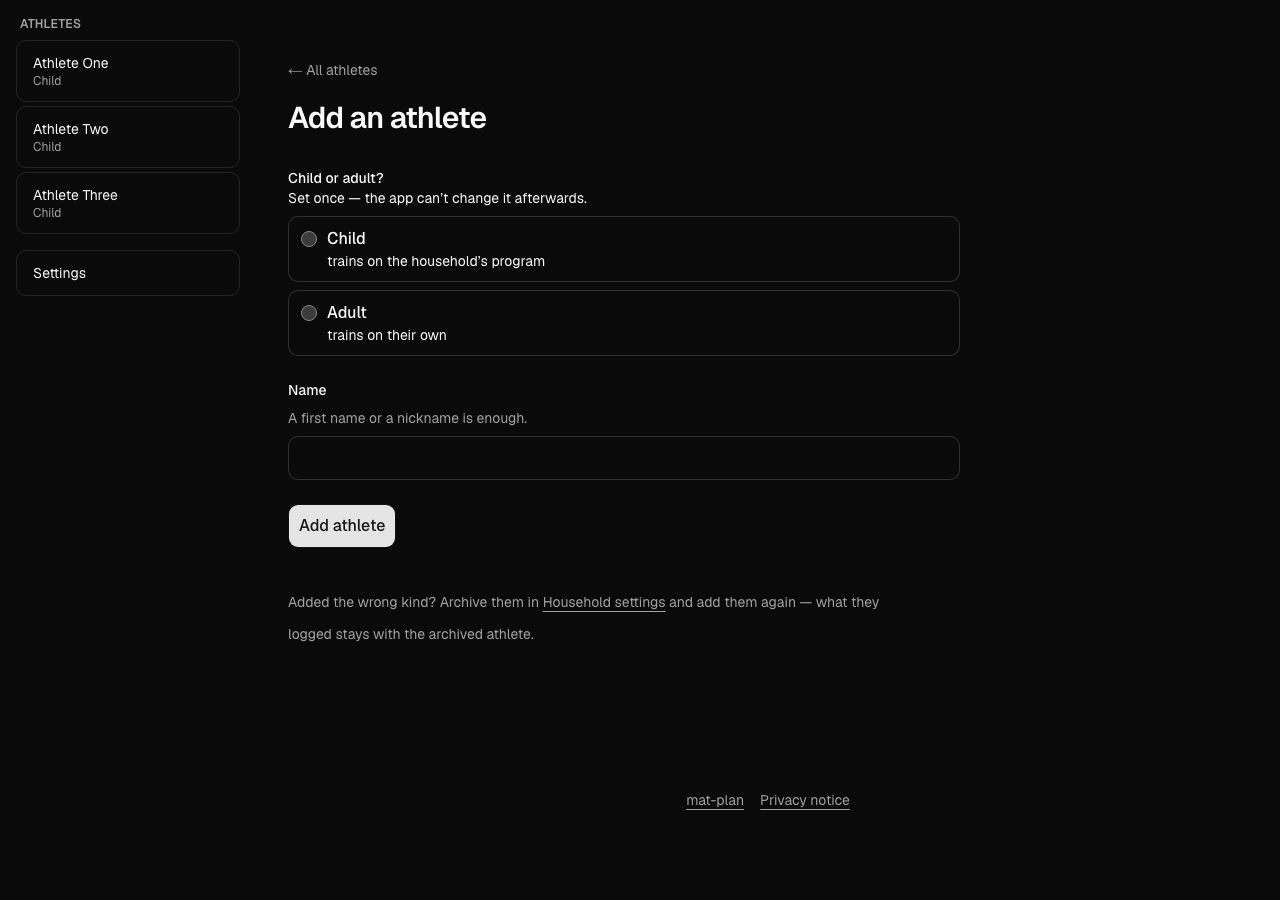 ATHLETES
Athlete One
Child
Athlete Two
Child
Athlete Three
Child
Settings
← All athletes
Add an athlete
Child or adult?
Set once — the app can’t change it afterwards.
Child
trains on the household’s program
Adult
trains on their own
Name
A first name or a nickname is enough.
Add athlete
Added the wrong kind? Archive them in Household settings and add them again — what they
logged stays with the archived athlete.
mat-plan Privacy notice